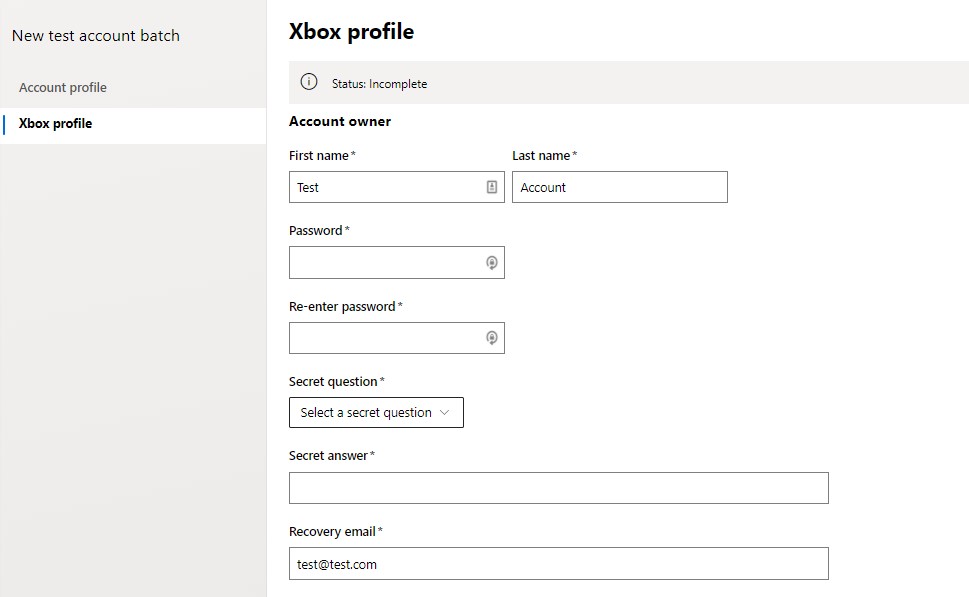 New test account batch
Account profile
Xbox profile
Xbox profile
Status: Incomplete
Account owner
First name*
Last name*
Test
Account
Password*
Re-enter password*
Secret question*
Select a secret question
Secret answer*
Recovery email*
test@test.com